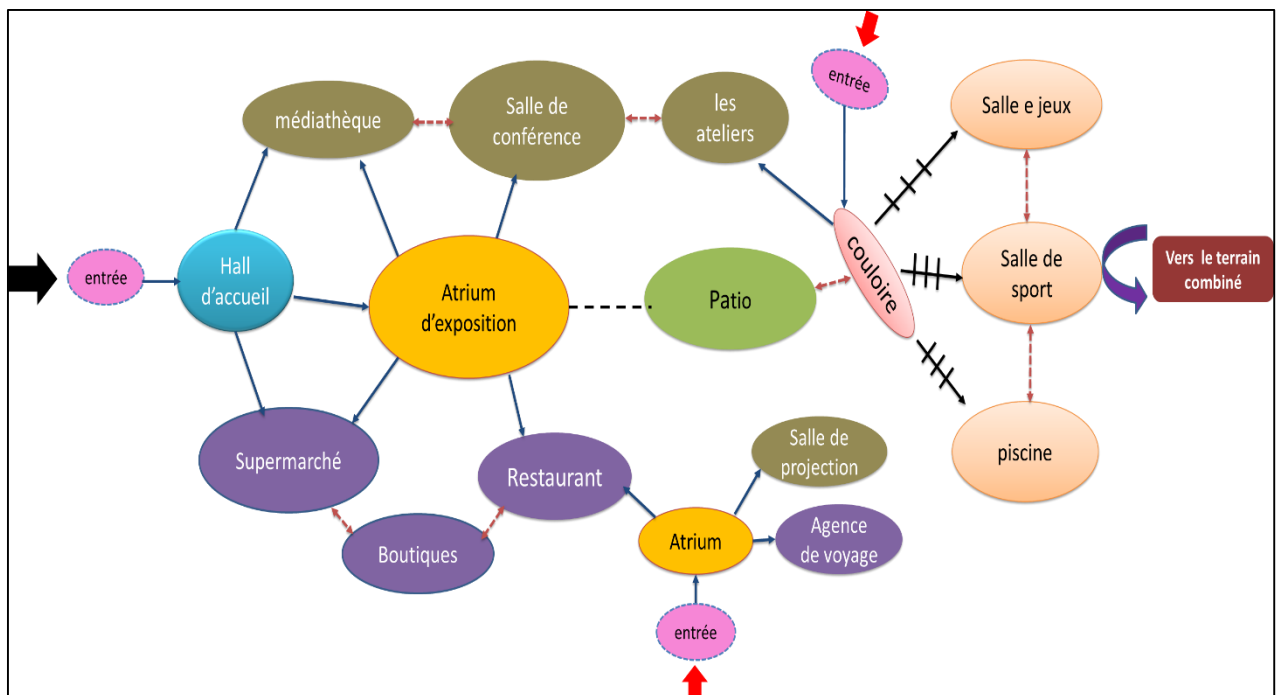 entrée
médiathèque
Salle de
conférence
les
ateliers
Salle e jeux
entrée
Hall
d'accueil
Atrium
d'exposition
Patio
couloire
Salle de
sport
Vers le terrain
combiné
Supermarché
Restaurant
Salle de
projection
piscine
Boutiques
Atrium
Agence
de voyage
entrée